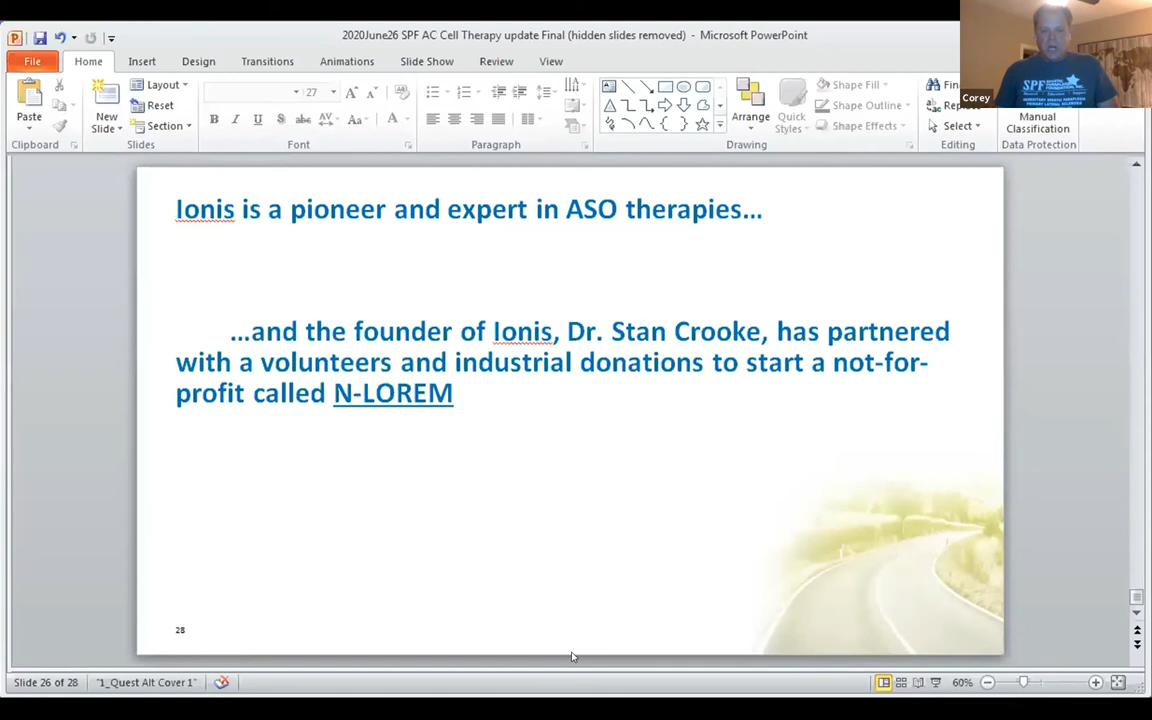 2020June26 SPF AC Cell Therapy update Final (hidden slides removed) - Microsoft PowerPoint
File Home Insert Design Transitions Animations Slide Show Review View
Paste
New
Slide
Layout
Reset
Section
27
Arrange
Quick
Styles
Shape Fill
Shape Outline
Shape Effects
Select
Manual
Classification
Clipboard Slides Font Paragraph Drawing Editing Data Protection
Corey
SPF
Ionis is a pioneer and expert in ASO therapies...
...and the founder of Ionis, Dr. Stan Crooke, has partnered
with a volunteers and industrial donations to start a not-for-
profit called N-LOREM
28
Slide 26 of 28 "1_Quest Alt Cover 1" 60%